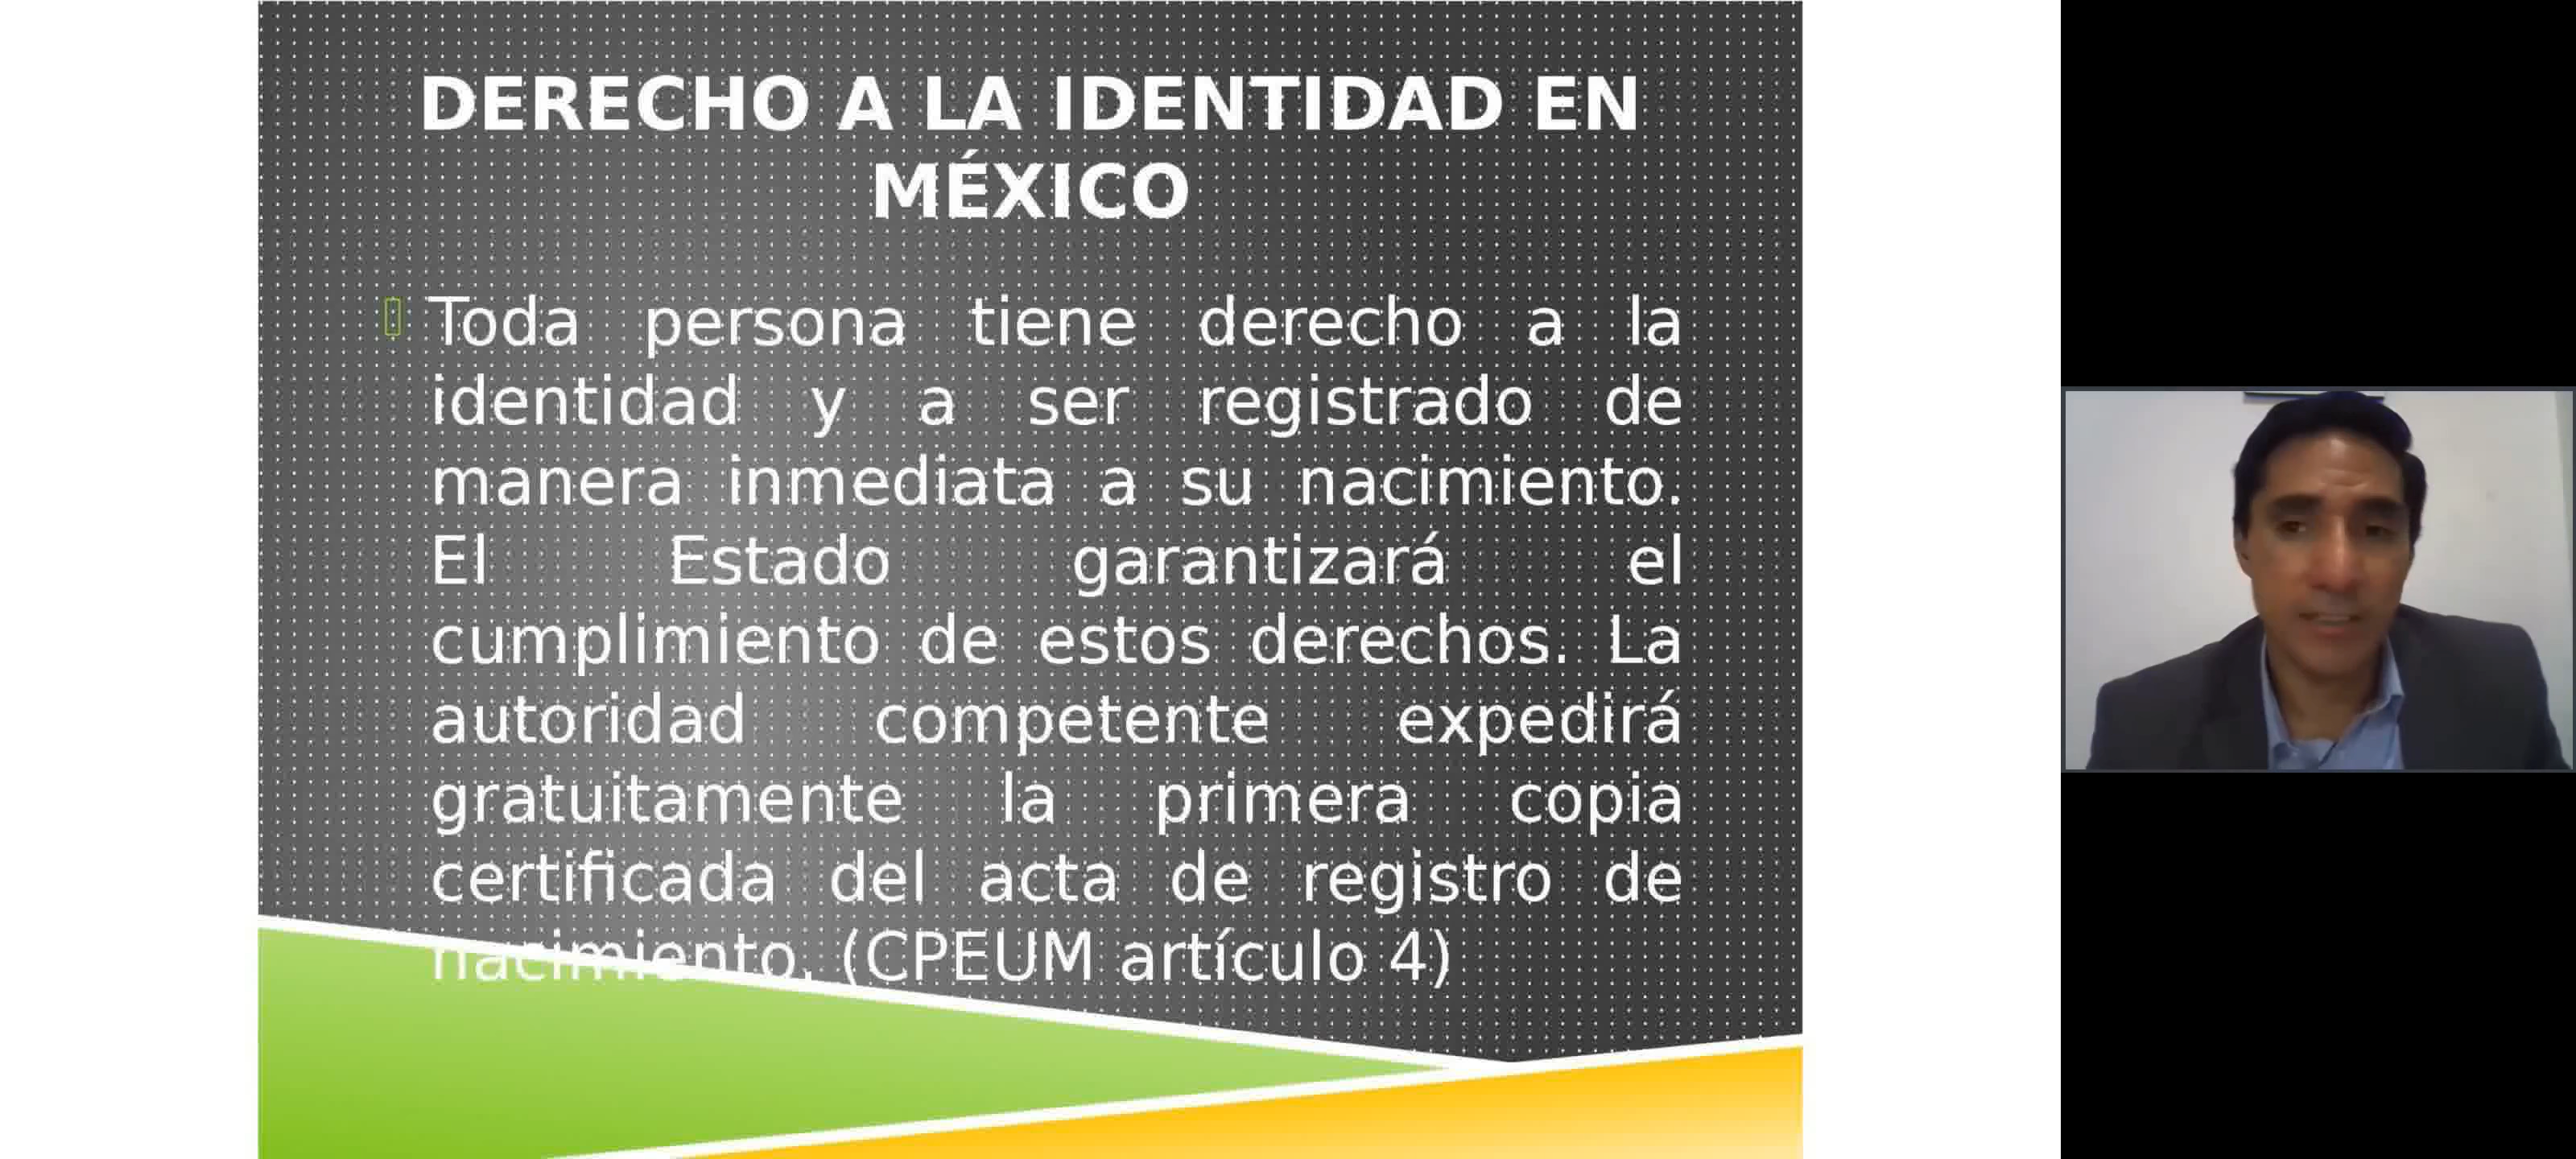 DERECHO A LA IDENTIDAD EN
MÉXICO
Toda persona tiene derecho a la
identidad y a ser registrado de
manera inmediata a su nacimiento.
El Estado garantizará el
cumplimiento de estos derechos. La
autoridad competente expedirá
gratuitamente la primera copia
certificada del acta de registro de
nacimiento. (CPEUM artículo 4)